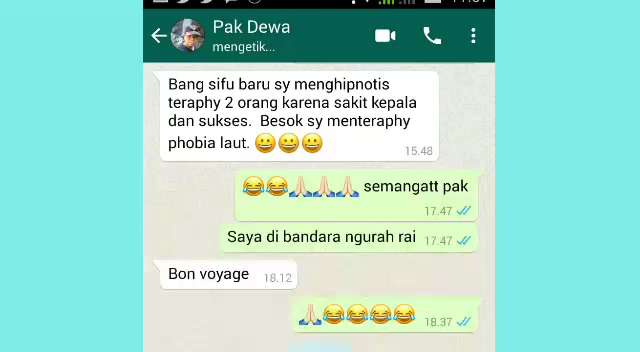 Pak Dewa
mengetik...
Bang sifu baru sy menghipnotis
teraphy 2 orang karena sakit kepala
dan sukses. Besok sy menteraphy
phobia laut. 😀😀😀
15.48
😂😂🙏🏻🙏🏻🙏🏻 semangatt pak
17.47
Saya di bandara ngurah rai 17.47
Bon voyage 18.12
🙏🏻😂😂😂😂 18.37